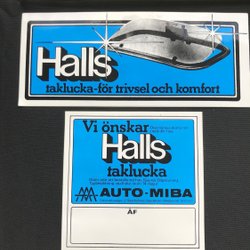 Halls
taklucka-för trivsel och komfort
Vi önskar
Halls
taklucka
AUTO-MIBA
ÅF